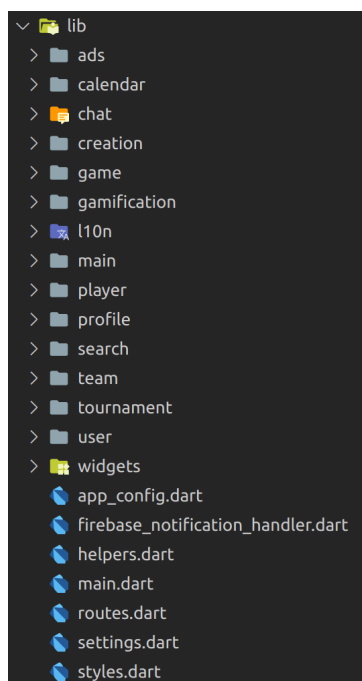 lib
ads
calendar
chat
creation
game
gamification
l10n
main
player
profile
search
team
tournament
user
widgets
app_config.dart
firebase_notification_handler.dart
helpers.dart
main.dart
routes.dart
settings.dart
styles.dart